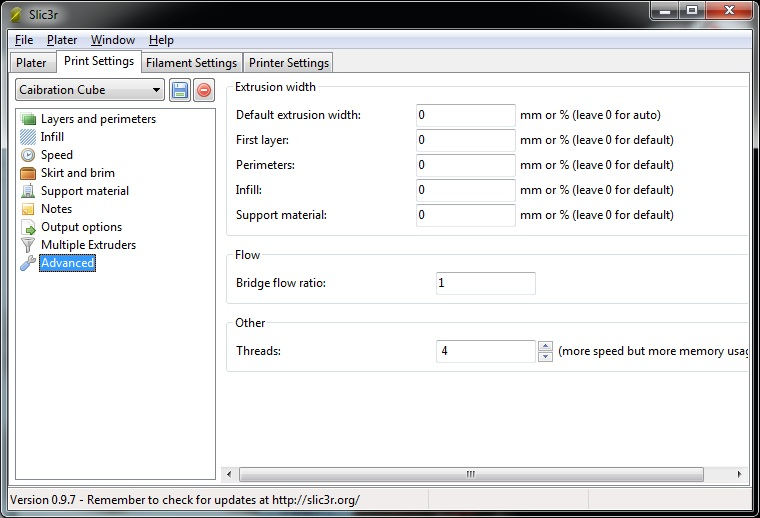 Slic3r
File Plater Window Help
Plater Print Settings Filament Settings Printer Settings
Caibration Cube
Layers and perimeters
Infill
Speed
Skirt and brim
Support material
Notes
Output options
Multiple Extruders
Advanced
Extrusion width
Default extrusion width: 0 mm or % (leave 0 for auto)
First layer: 0 mm or % (leave 0 for default)
Perimeters: 0 mm or % (leave 0 for default)
Infill: 0 mm or % (leave 0 for default)
Support material: 0 mm or % (leave 0 for default)
Flow
Bridge flow ratio: 1
Other
Threads: 4 (more speed but more memory usag
Version 0.9.7 - Remember to check for updates at http://slic3r.org/